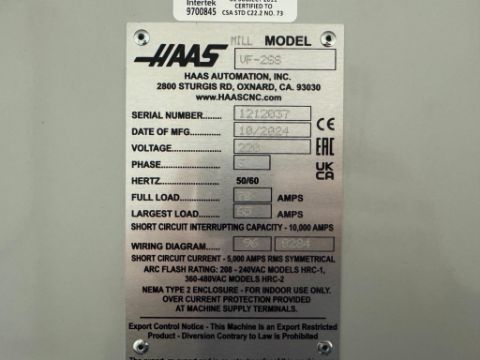 Intertek
9700845
CERTIFIED TO
CSA STD C22.2 NO. 73
HAAS MILL MODEL
VF-2SS
HAAS AUTOMATION, INC.
2800 STURGIS RD, OXNARD, CA. 93030
www.HAASCNC.com
SERIAL NUMBER 1212037
DATE OF MFG. 10/2024 CE
VOLTAGE 220 EAC
PHASE UK CA
HERTZ 50/60
FULL LOAD AMPS
LARGEST LOAD AMPS
SHORT CIRCUIT INTERRUPTING CAPACITY - 10,000 AMPS
WIRING DIAGRAM 96 0284
SHORT CIRCUIT CURRENT - 5,000 AMPS RMS SYMMETRICAL
ARC FLASH RATING: 208 - 240VAC MODELS HRC-1,
360-480VAC MODELS HRC-2
NEMA TYPE 2 ENCLOSURE - FOR INDOOR USE ONLY.
OVER CURRENT PROTECTION PROVIDED
AT MACHINE SUPPLY TERMINALS.
Export Control Notice - This Machine is an Export Restricted
Product - Diversion Contrary to Law is Prohibited